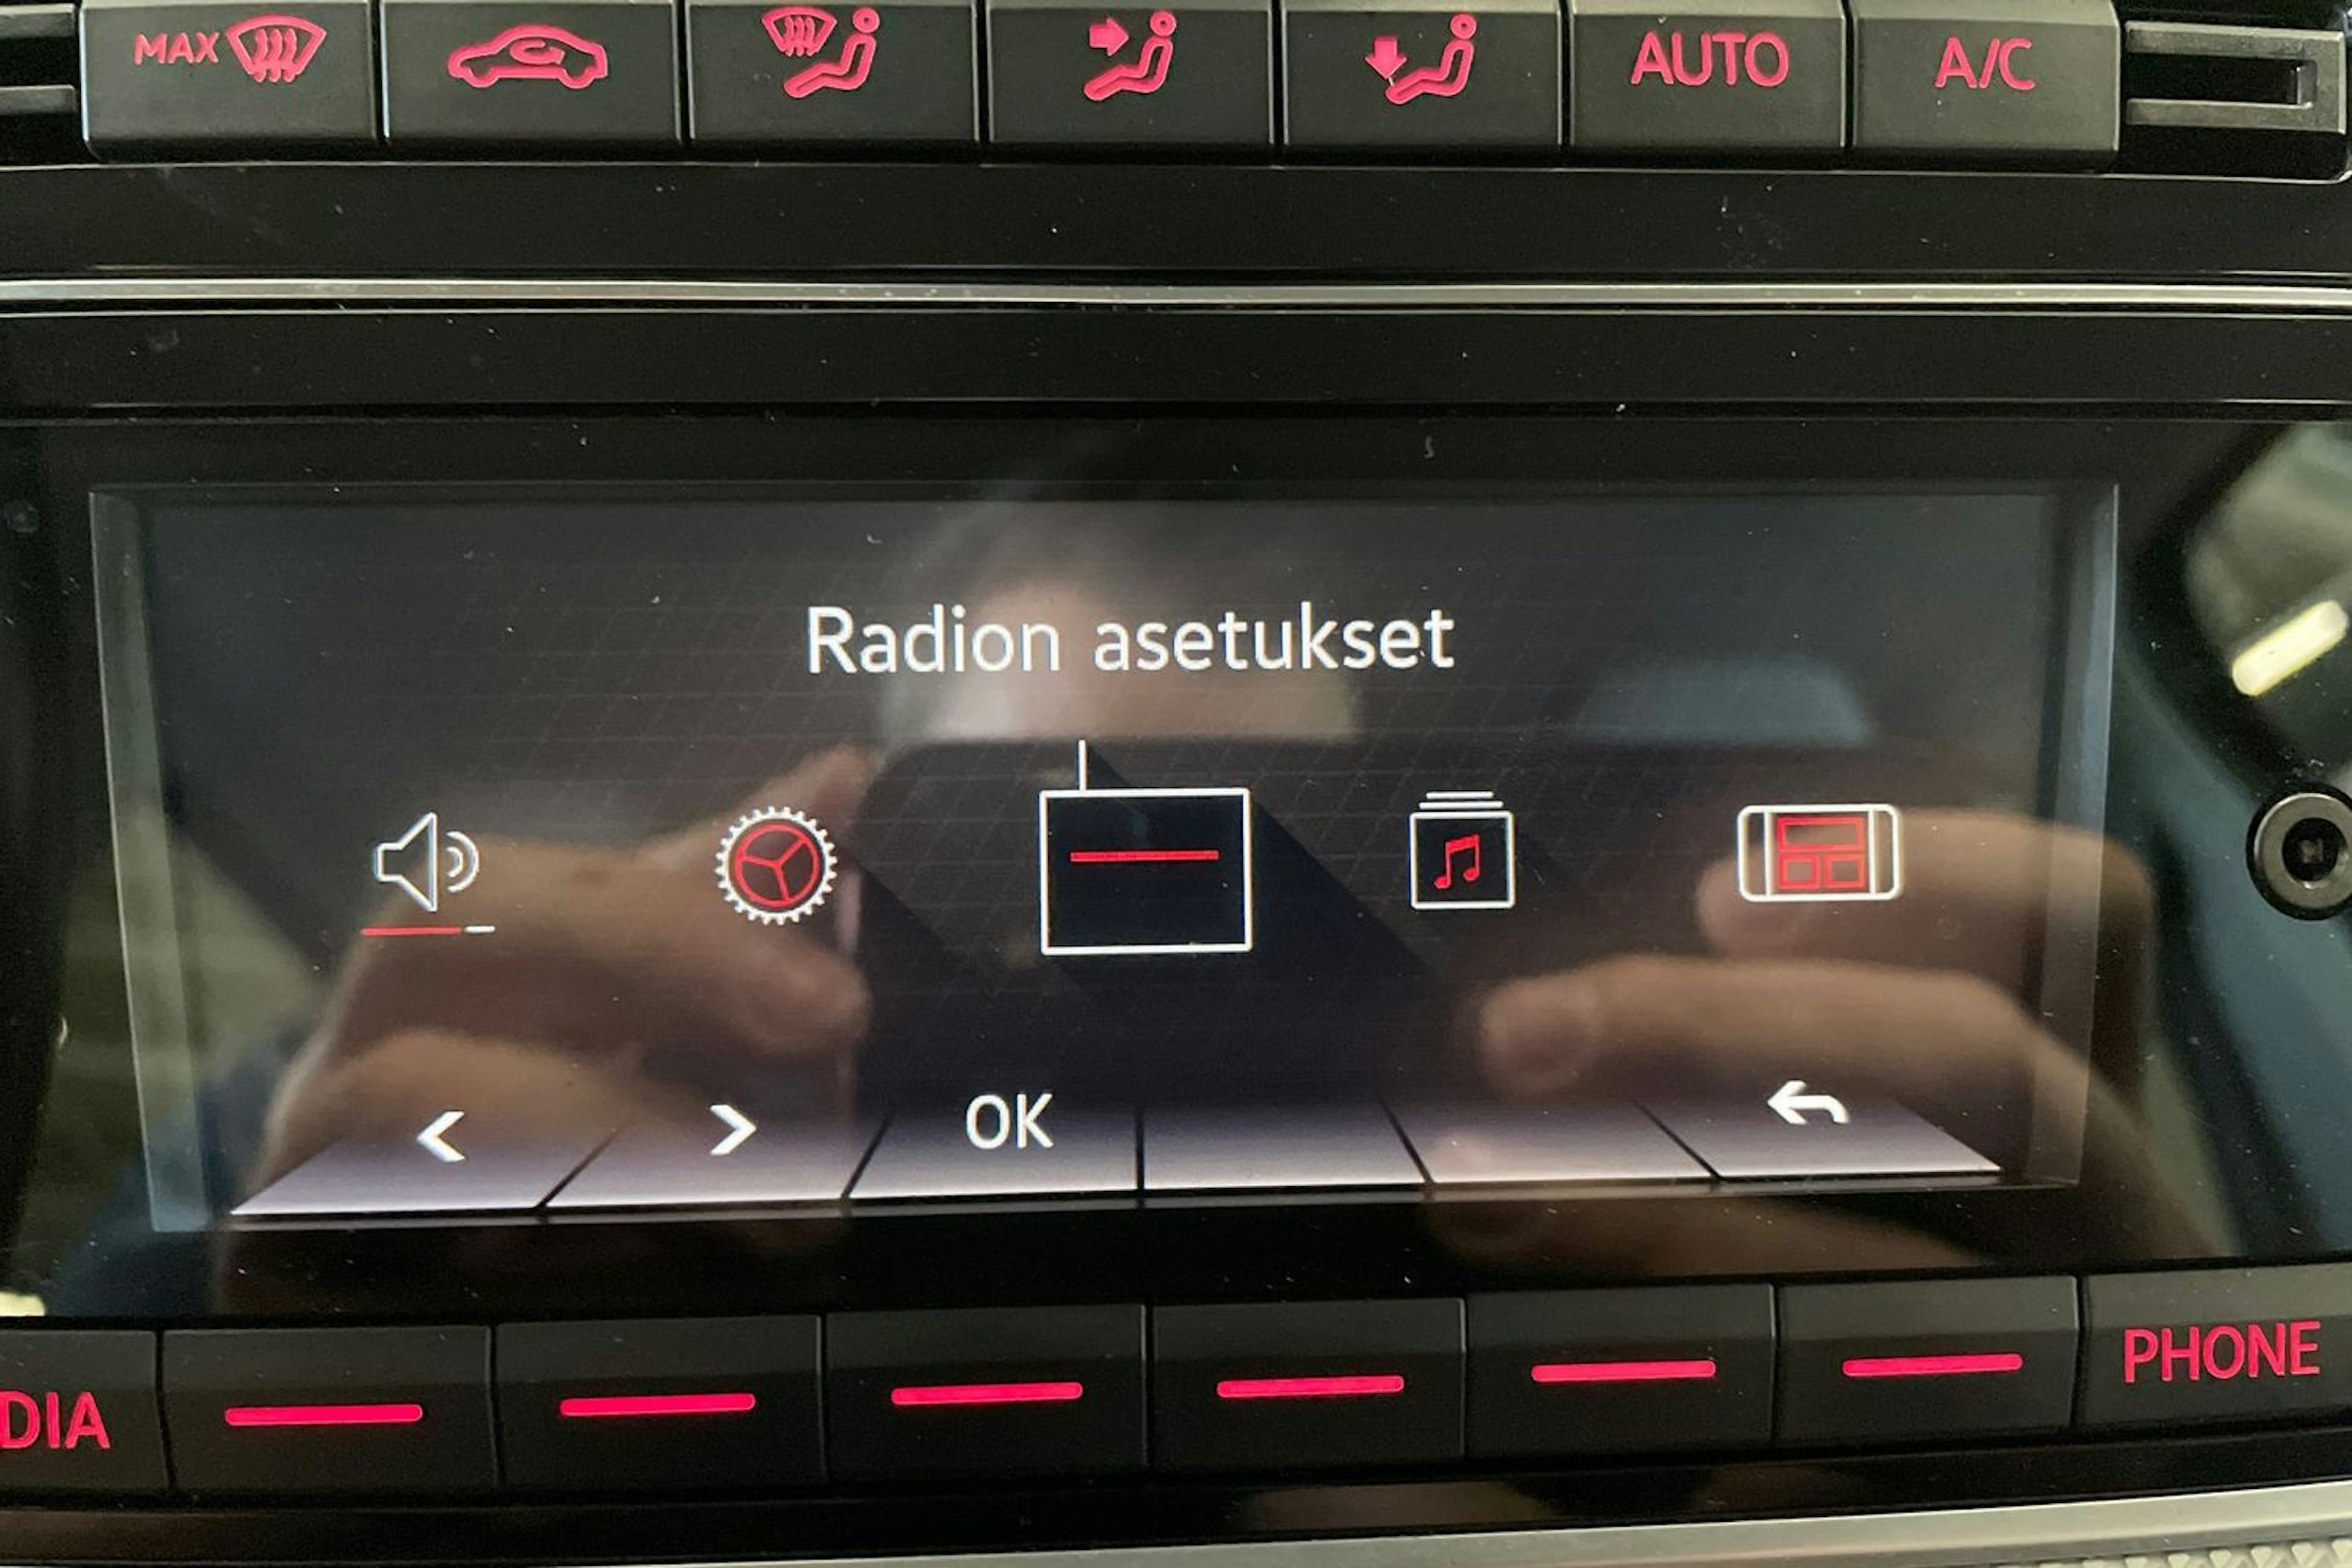 MAX AUTO A/C
Radion asetukset
OK
DIA PHONE